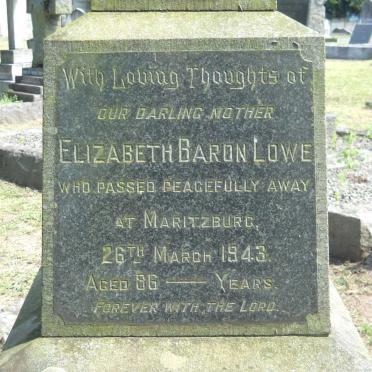 With Loving Thoughts of
OUR DARLING MOTHER
ELIZABETH BARON LOWE
WHO PASSED PEACEFULLY AWAY
AT MARITZBURG,
26TH MARCH 1943.
AGED 86 — YEARS.
FOREVER WITH THE LORD.